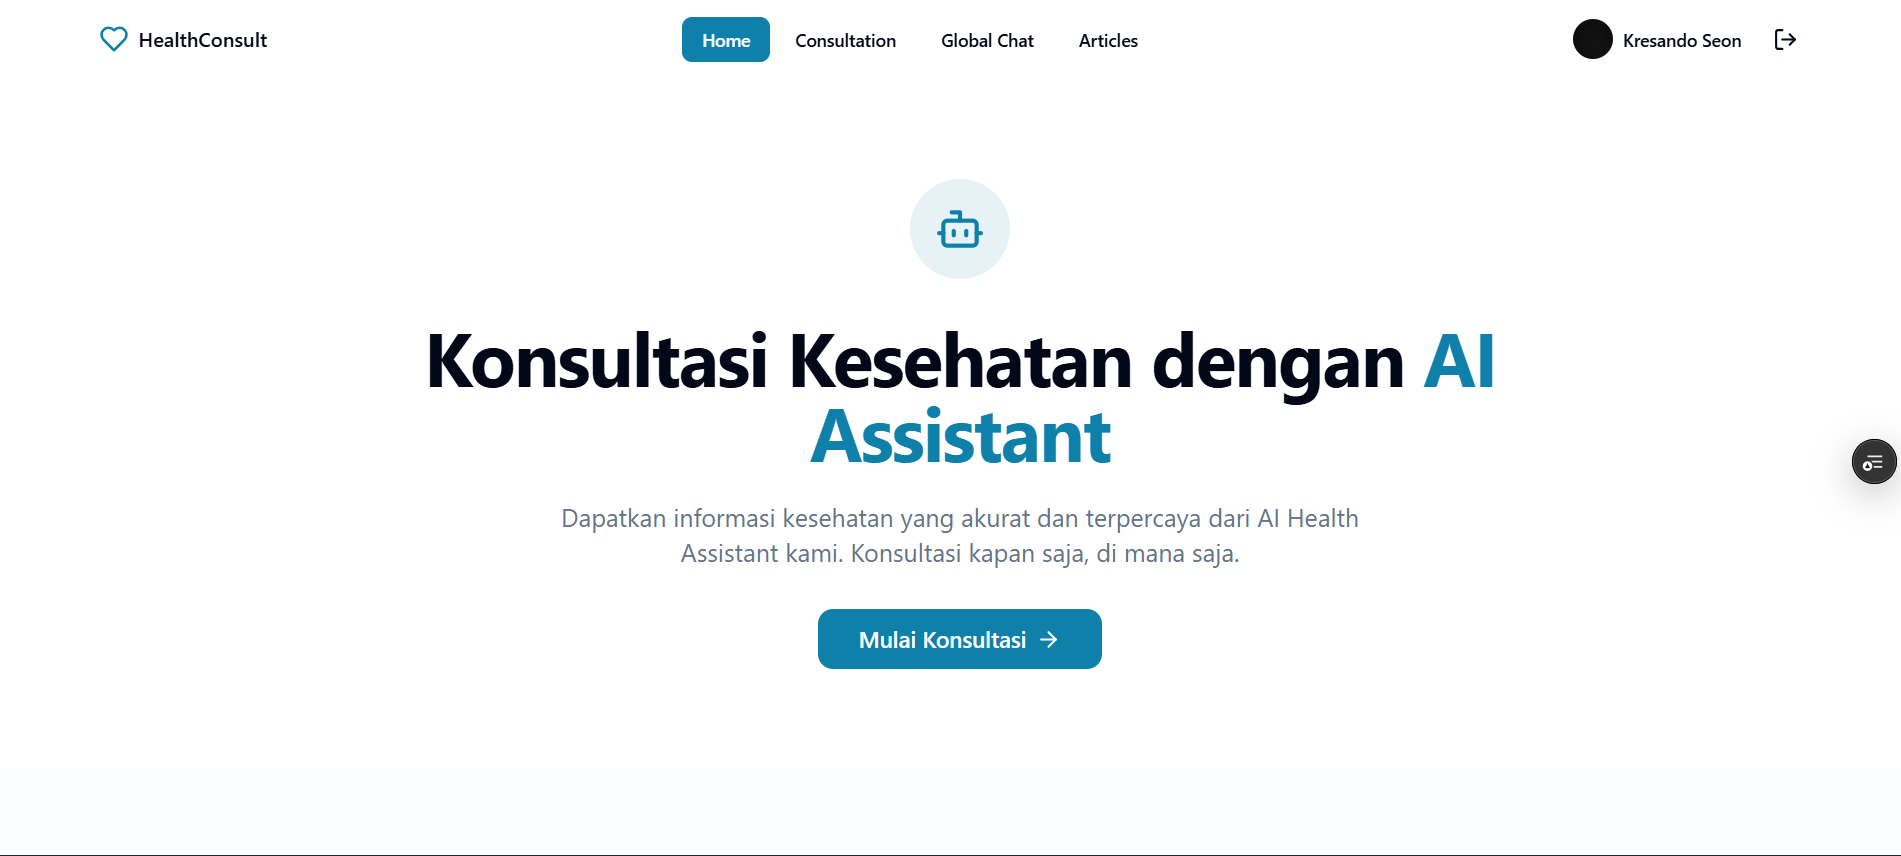 HealthConsult
Home
Consultation
Global Chat
Articles
Kresando Seon
Konsultasi Kesehatan dengan AI
Assistant
Dapatkan informasi kesehatan yang akurat dan terpercaya dari AI Health
Assistant kami. Konsultasi kapan saja, di mana saja.
Mulai Konsultasi